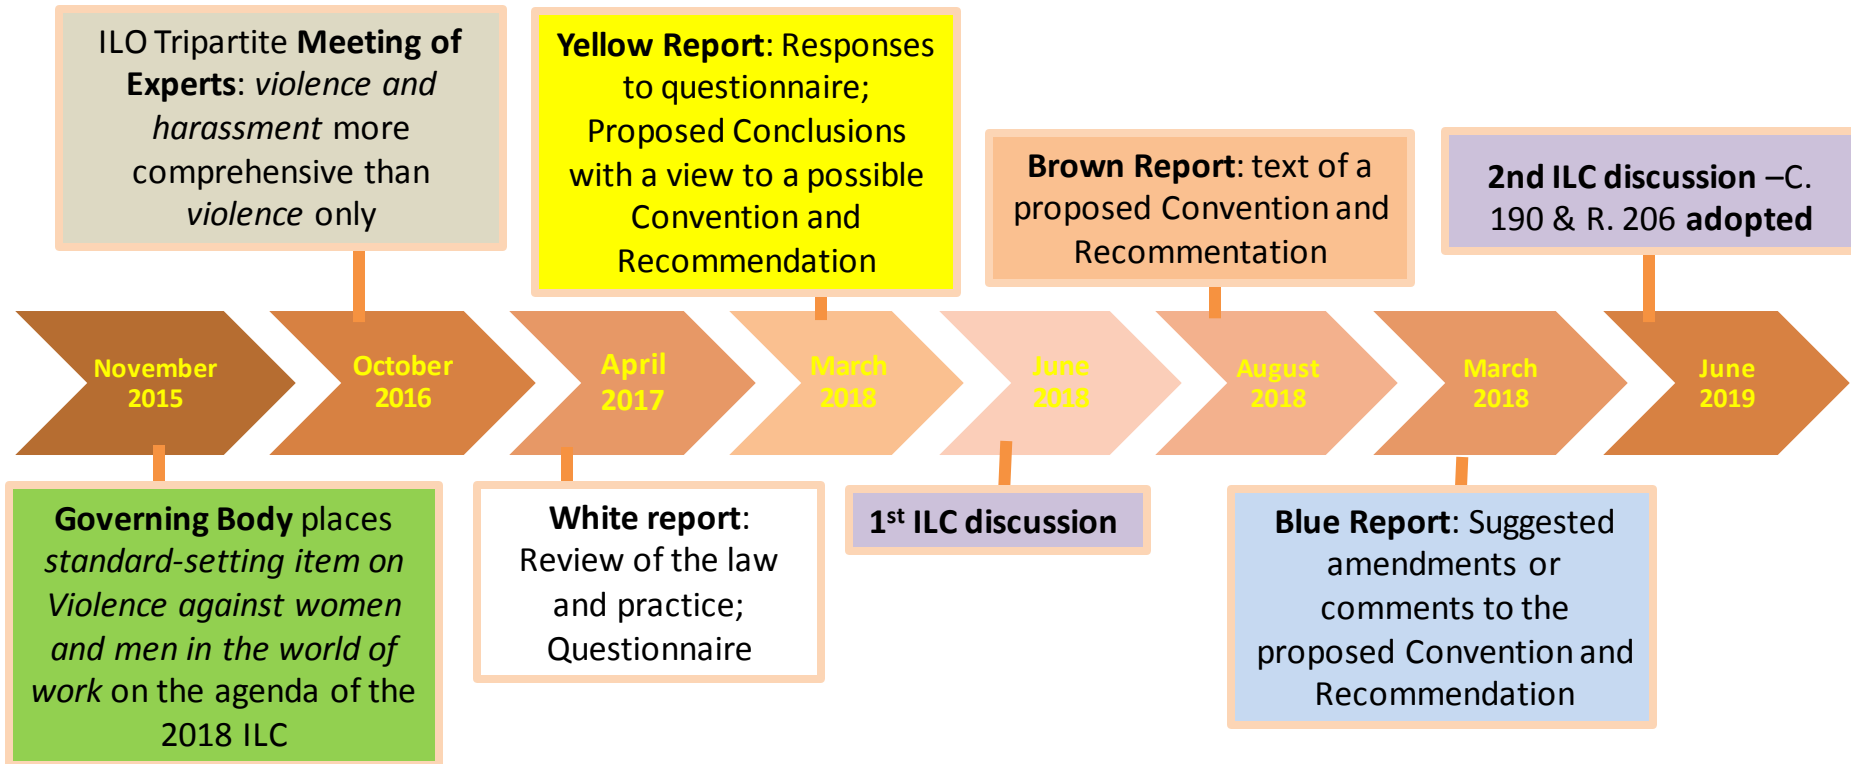 ILO Tripartite Meeting of
Experts: violence and
harassment more
comprehensive than
violence only
Yellow Report: Responses
to questionnaire;
Proposed Conclusions
with a view to a possible
Convention and
Recommendation
Brown Report: text of a
proposed Convention and
Recommentation
2nd ILC discussion –C.
190 & R. 206 adopted
November
2015
October
2016
April
2017
March
2018
June
2018
August
2018
March
2018
June
2019
Governing Body places
standard-setting item on
Violence against women
and men in the world of
work on the agenda of the
2018 ILC
White report:
Review of the law
and practice;
Questionnaire
1st ILC discussion
Blue Report: Suggested
amendments or
comments to the
proposed Convention and
Recommendation